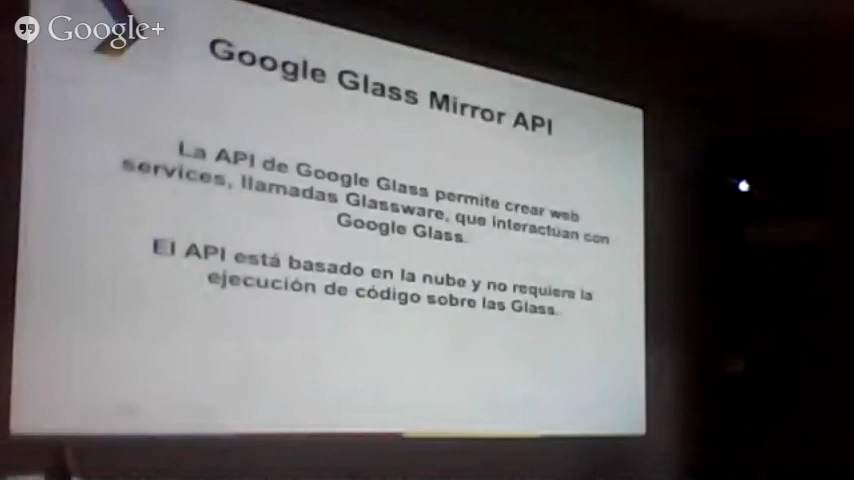 Google+
Google Glass Mirror API
La API de Google Glass permite crear web
services, llamadas Glassware, que interactuan con
Google Glass.
El API está basado en la nube y no requiere la
ejecución de código sobre las Glass.